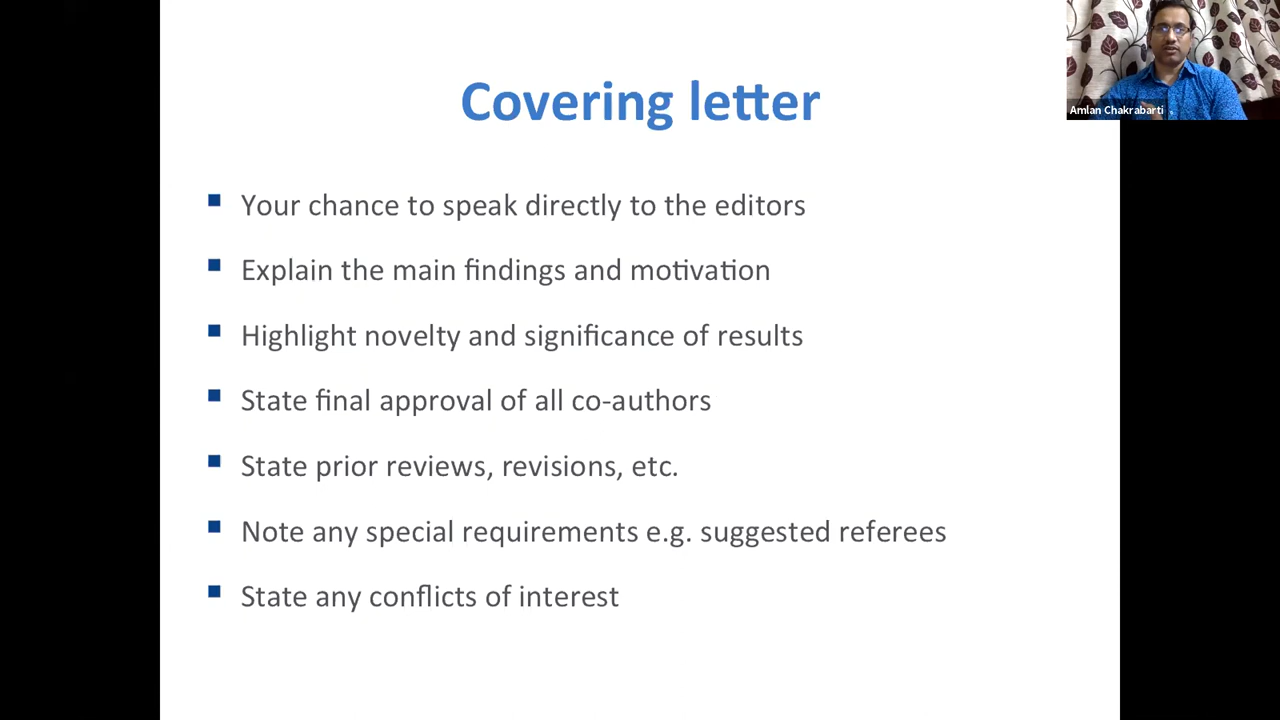 Covering letter
Your chance to speak directly to the editors
Explain the main findings and motivation
Highlight novelty and significance of results
State final approval of all co-authors
State prior reviews, revisions, etc.
Note any special requirements e.g. suggested referees
State any conflicts of interest
Amlan Chakrabarti